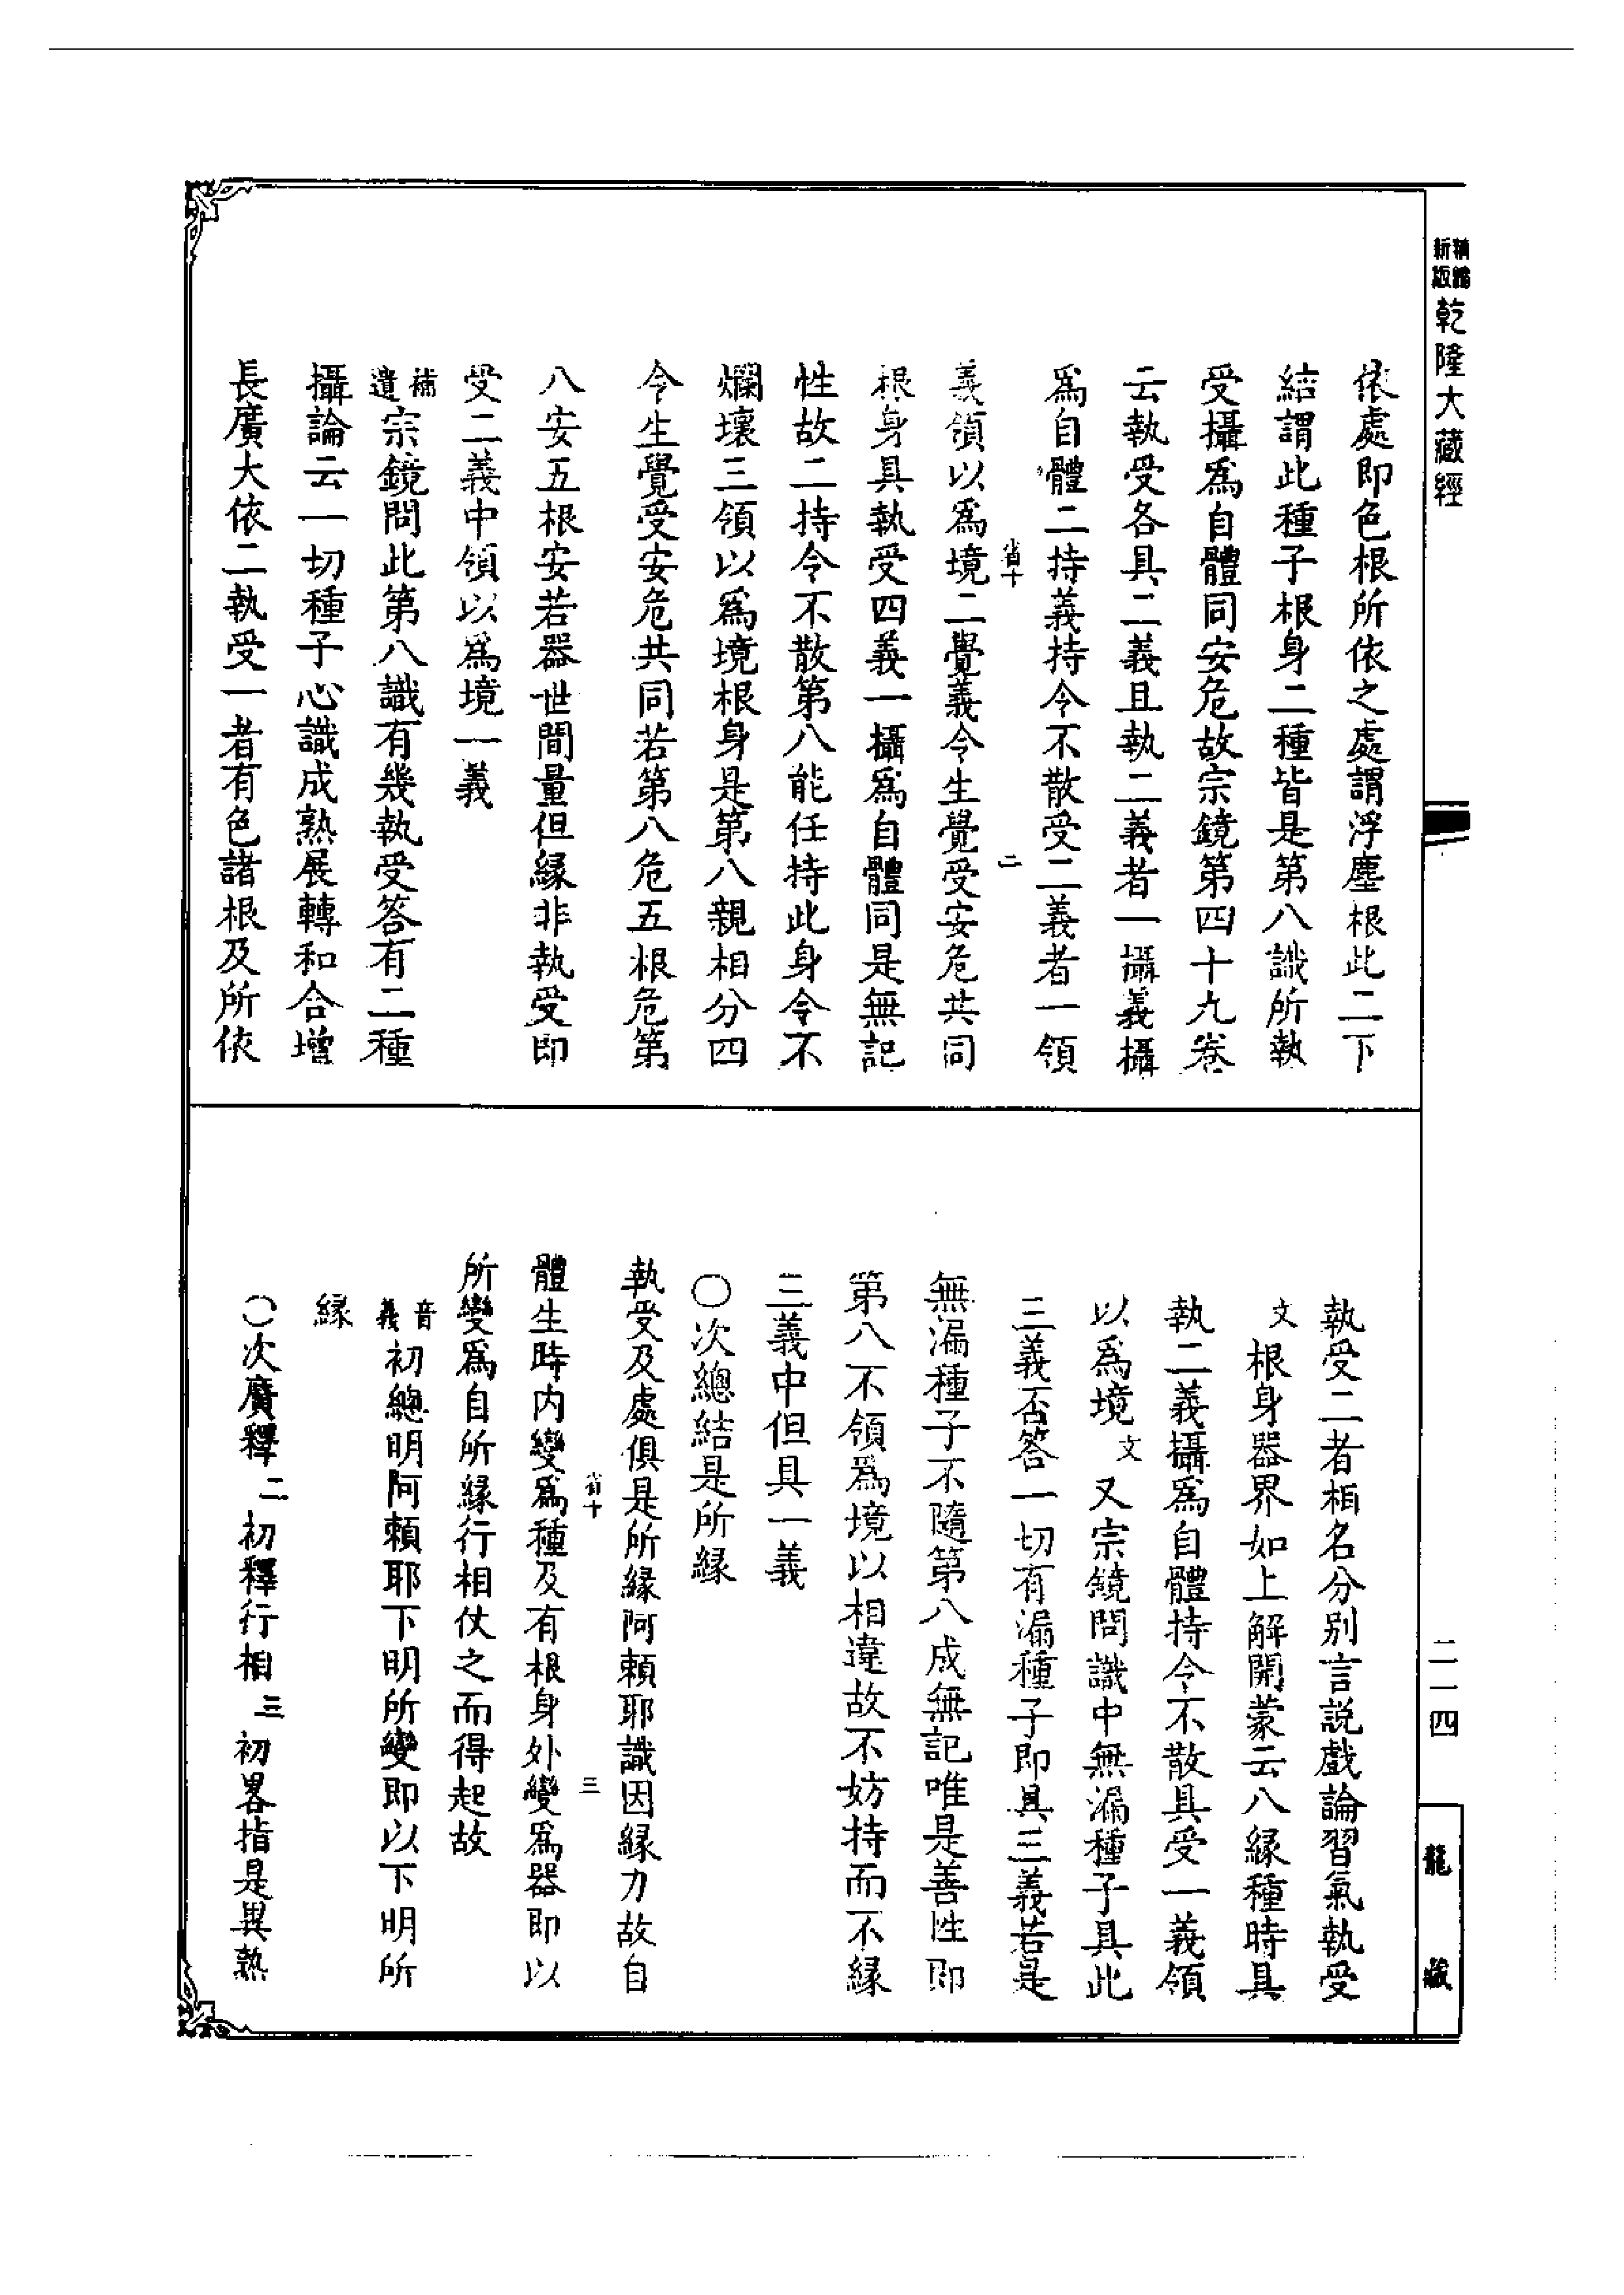 精縮新版乾隆大藏經
依處即色根所依之處謂浮塵根此二下
結謂此種子根身二種皆是第八識所執
受攝爲自體同安危故宗鏡第四十九卷
云執受各具二義且執二義者一攝義攝
爲自體二持義持令不散受二義者一領
省十 二
義領以爲境二覺義令生覺受安危共同
根身具執受四義一攝爲自體同是無記
性故二持令不散第八能任持此身令不
爛壞三領以爲境根身是第八親相分四
令生覺受安危共同若第八危五根危第
八安五根安若器世間量但緣非執受即
受二義中領以爲境一義
補遺宗鏡問此第八識有幾執受答有二種
攝論云一切種子心識成熟展轉和合增
長廣大依二執受一者有色諸根及所依
執受二者相名分別言說戲論習氣執受
文根身器界如上解開蒙云八緣種時具
執二義攝爲自體持令不散具受一義領
以爲境文又宗鏡問識中無漏種子具此
三義否答一切有漏種子即具三義若是
無漏種子不隨第八成無記唯是善性即
第八不領爲境以相違故不妨持而不緣
三義中但具一義
〇次總結是所緣
執受及處俱是所緣阿賴耶識因緣力故自
省十 三
體生時內變爲種及有根身外變爲器即以
所變爲自所緣行相仗之而得起故
音義初總明阿賴耶下明所變即以下明所
緣
〇次廣釋二初釋行相三初畧指是異熟
二一四
龍藏